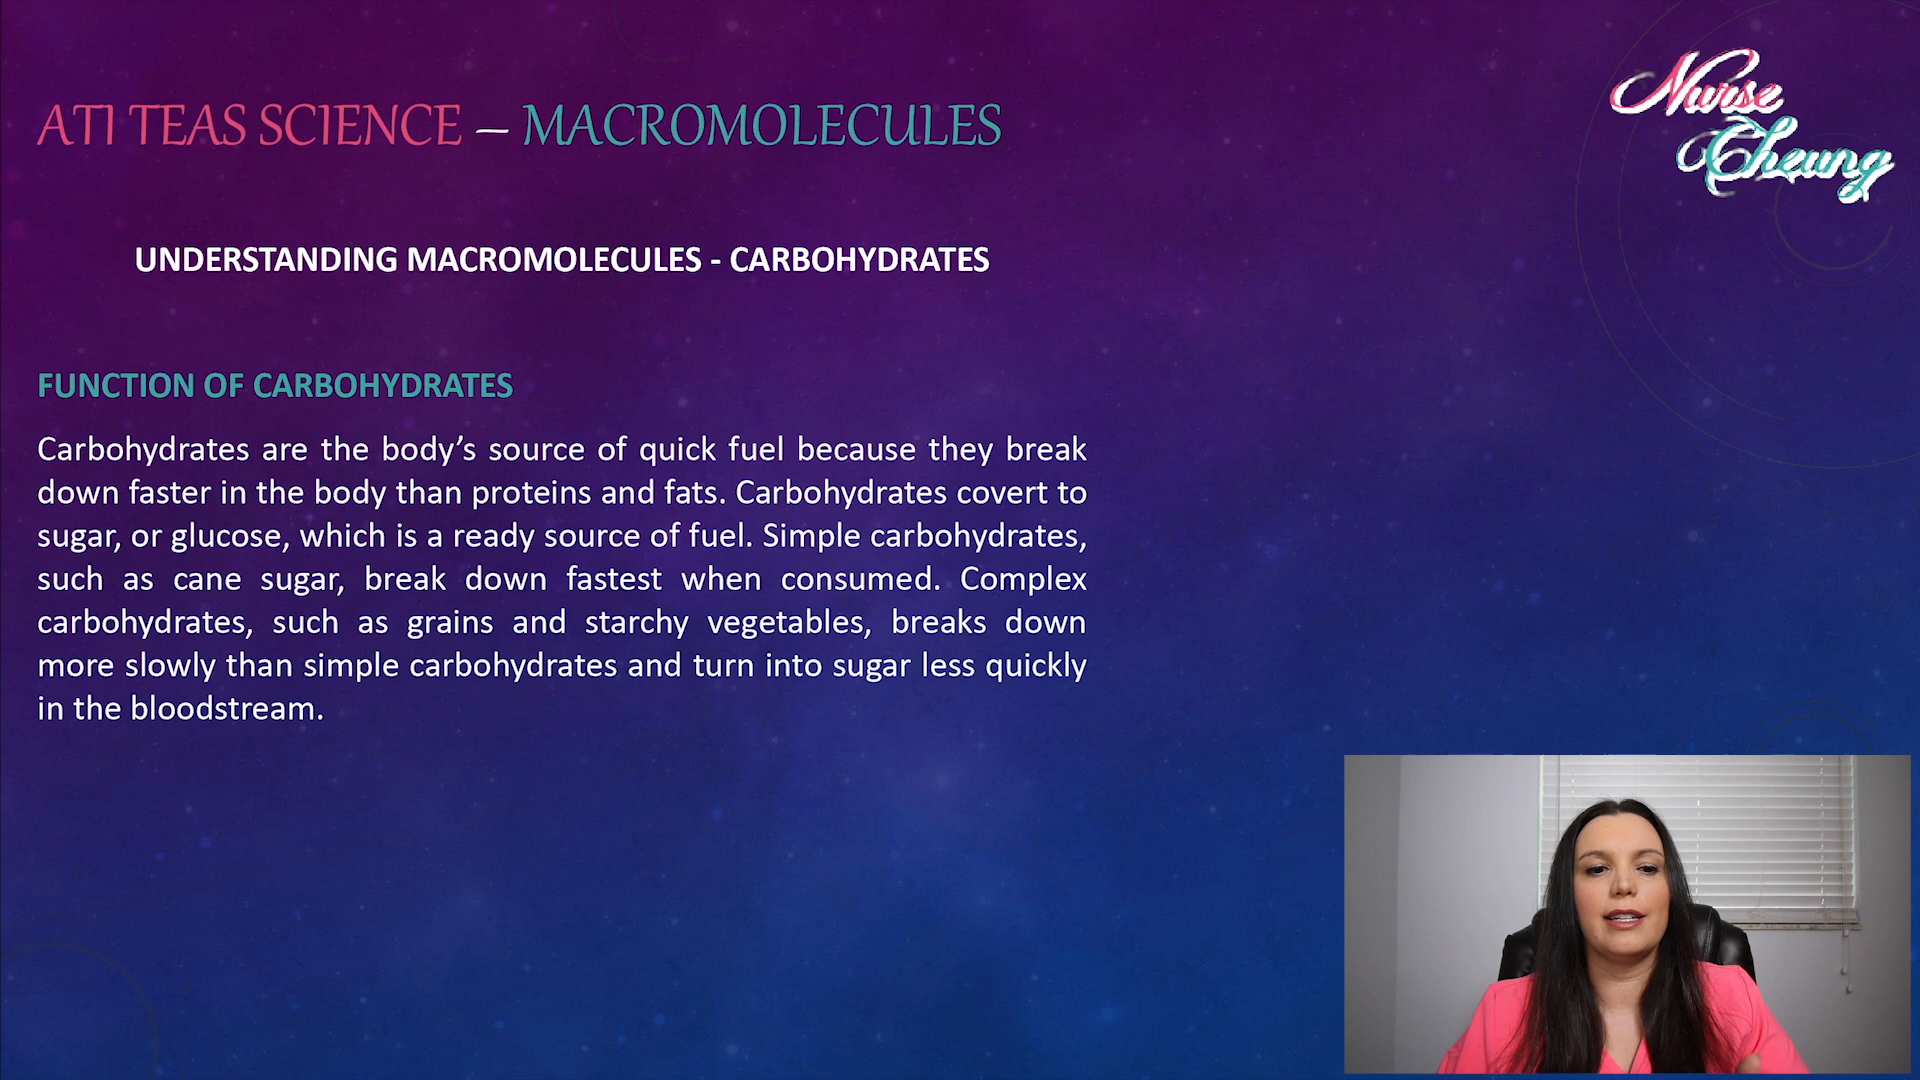 Nurse
Cheung
ATI TEAS SCIENCE – MACROMOLECULES
UNDERSTANDING MACROMOLECULES - CARBOHYDRATES
FUNCTION OF CARBOHYDRATES
Carbohydrates are the body’s source of quick fuel because they break
down faster in the body than proteins and fats. Carbohydrates covert to
sugar, or glucose, which is a ready source of fuel. Simple carbohydrates,
such as cane sugar, break down fastest when consumed. Complex
carbohydrates, such as grains and starchy vegetables, breaks down
more slowly than simple carbohydrates and turn into sugar less quickly
in the bloodstream.